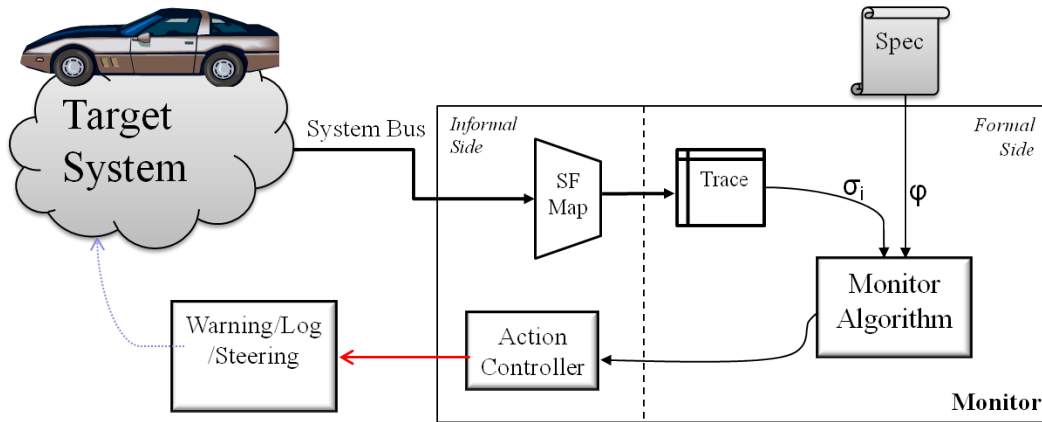 Spec
Target
System
System Bus
Informal
Side
Formal
Side
SF
Map
Trace
σi
φ
Monitor
Algorithm
Warning/Log
/Steering
Action
Controller
Monitor